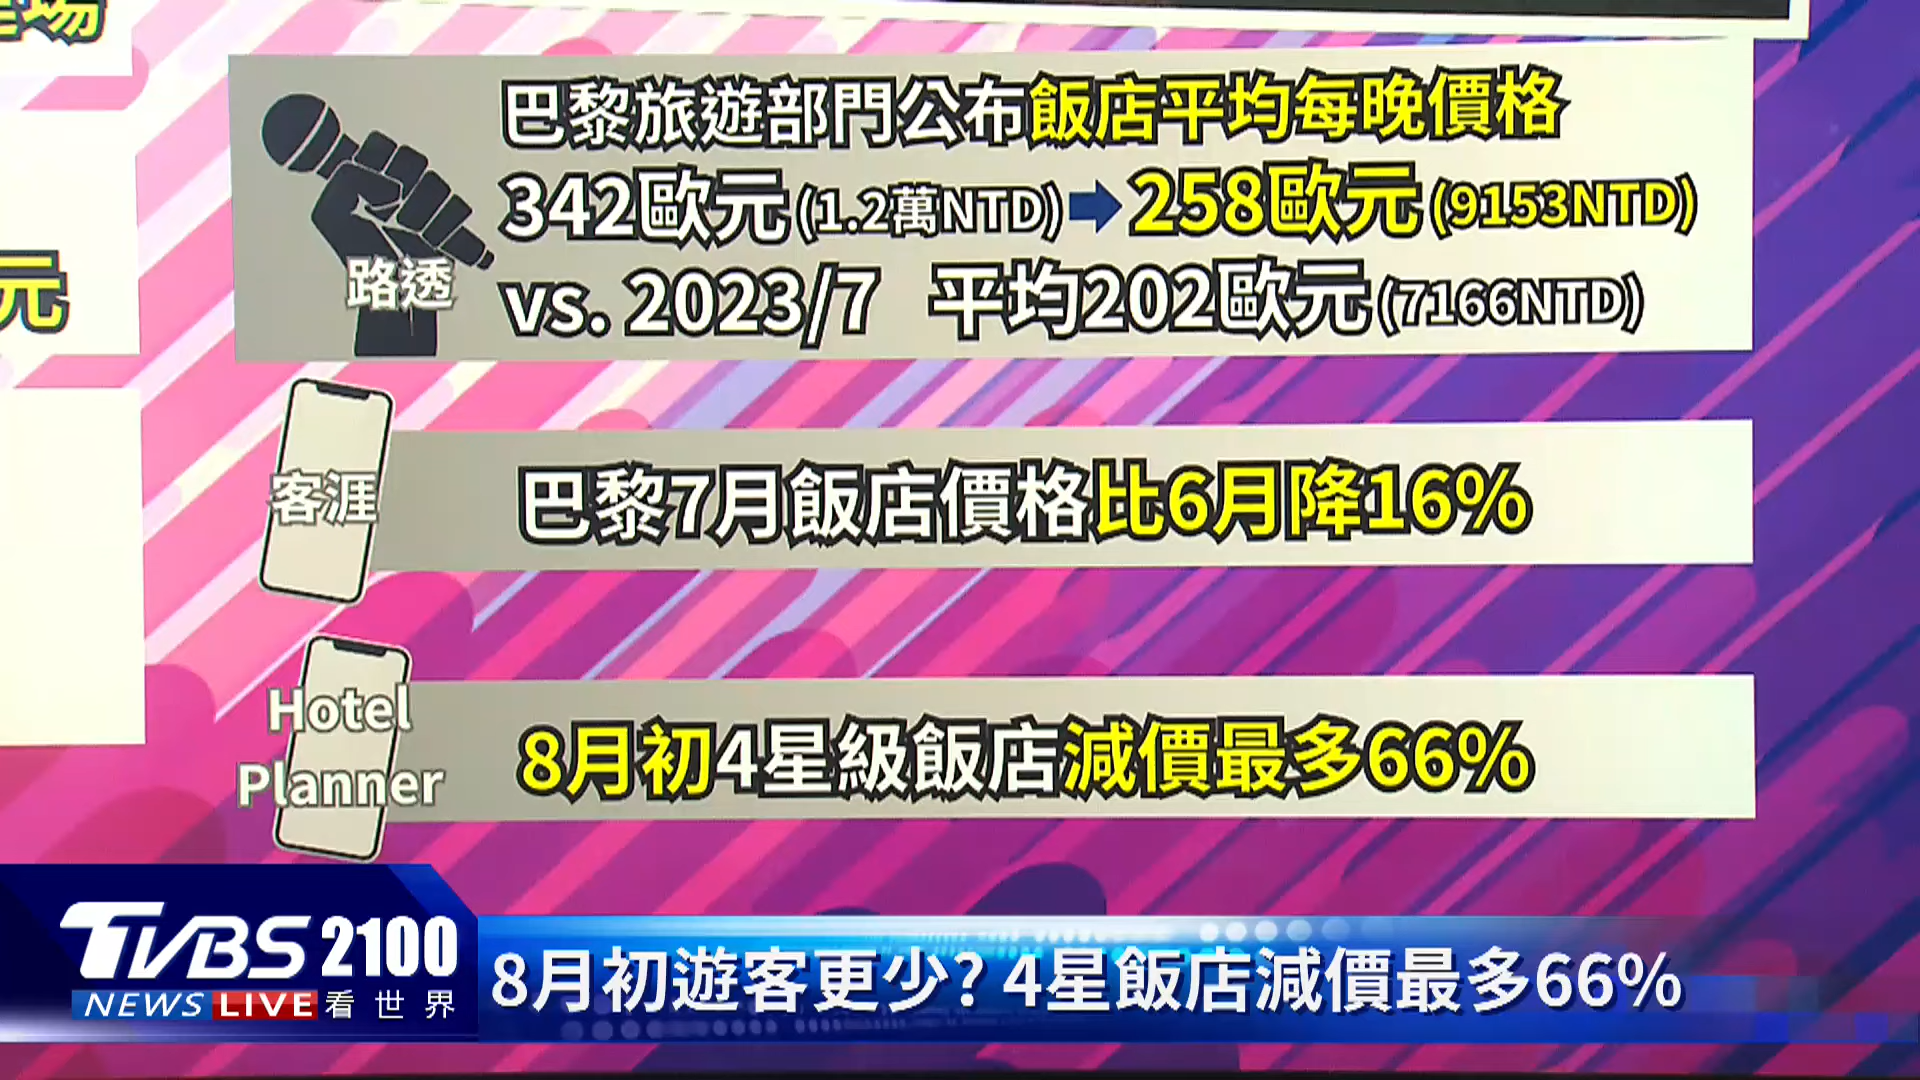 巴黎旅遊部門公布飯店平均每晚價格
342歐元(1.2萬NTD)➡258歐元(9153NTD)
路透
vs. 2023/7 平均202歐元(7166NTD)
元
客涯
巴黎7月飯店價格比6月降16%
Hotel
Planner
8月初4星級飯店減價最多66%
TVBS 2100
NEWS LIVE 看世界
8月初遊客更少? 4星飯店減價最多66%